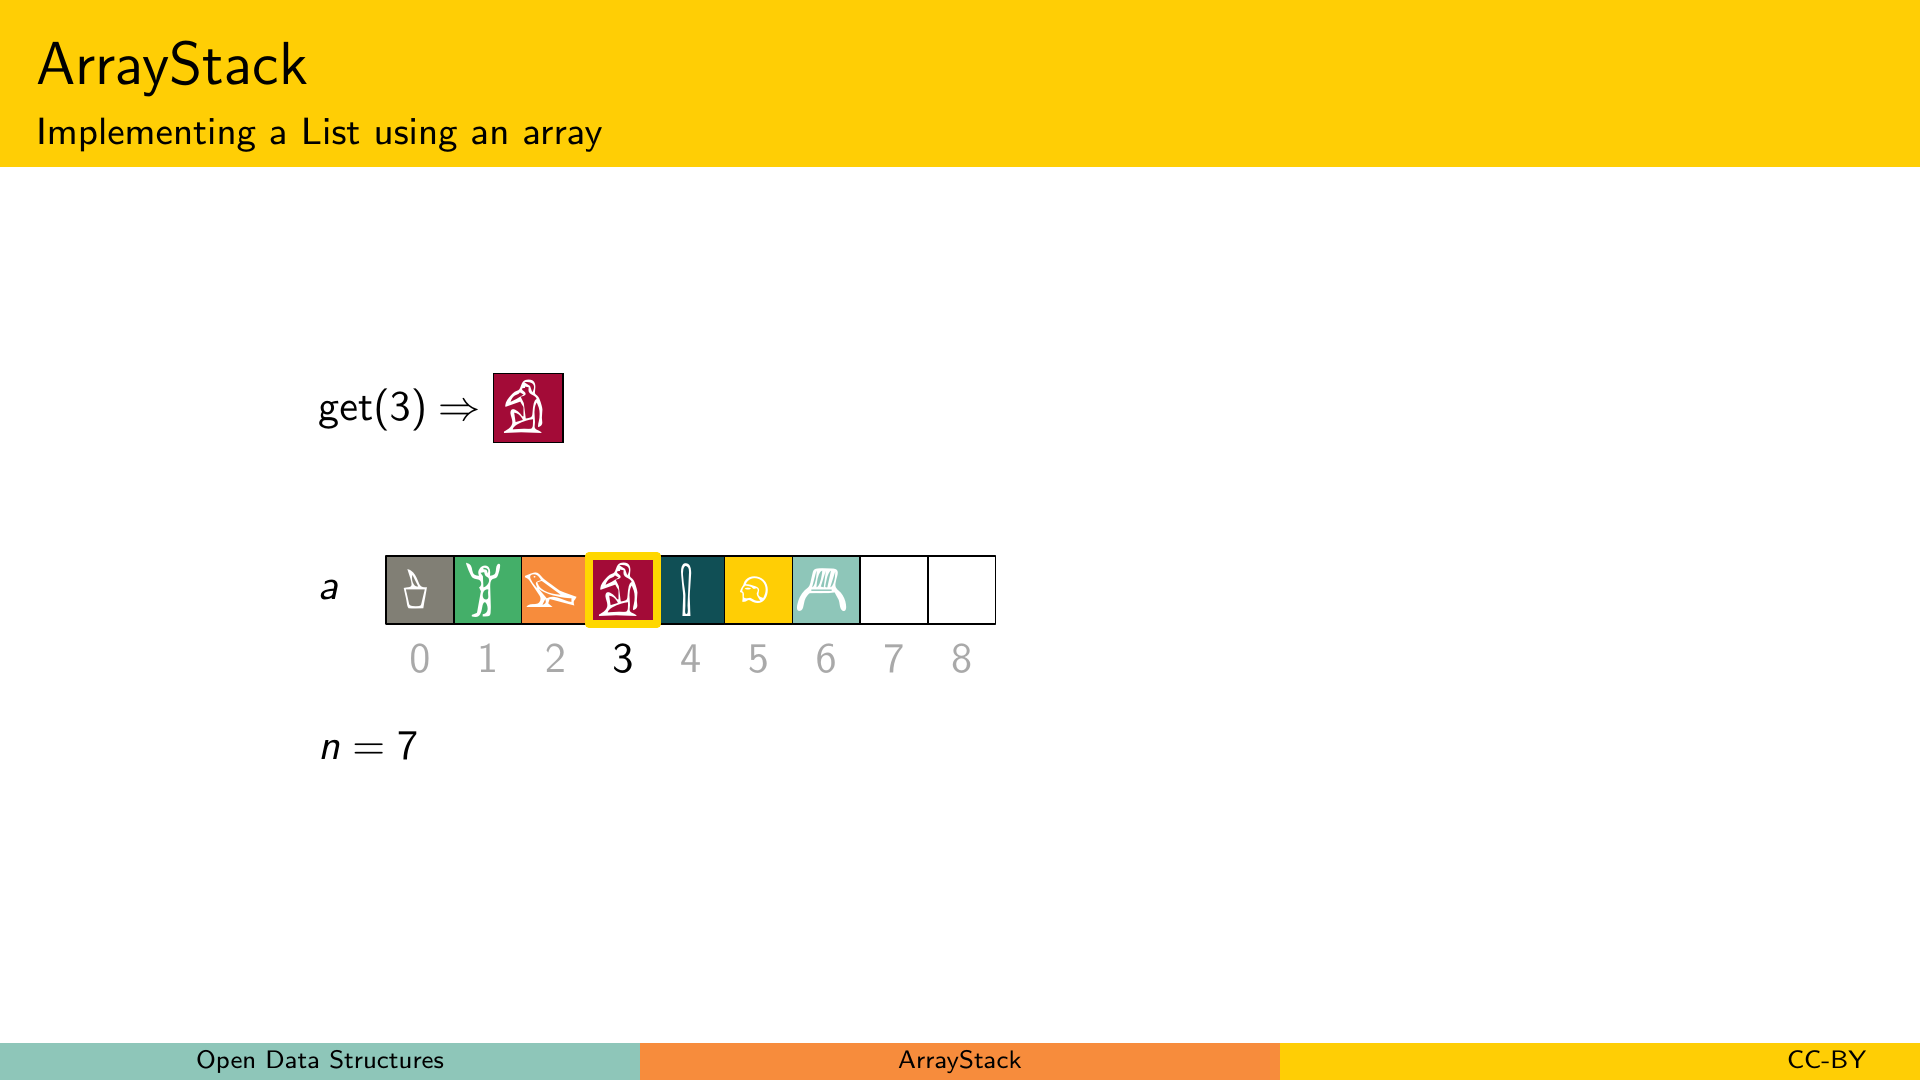 ArrayStack
Implementing a List using an array
get(3) ⇒
a
0 1 2 3 4 5 6 7 8
n = 7
Open Data Structures ArrayStack CC-BY